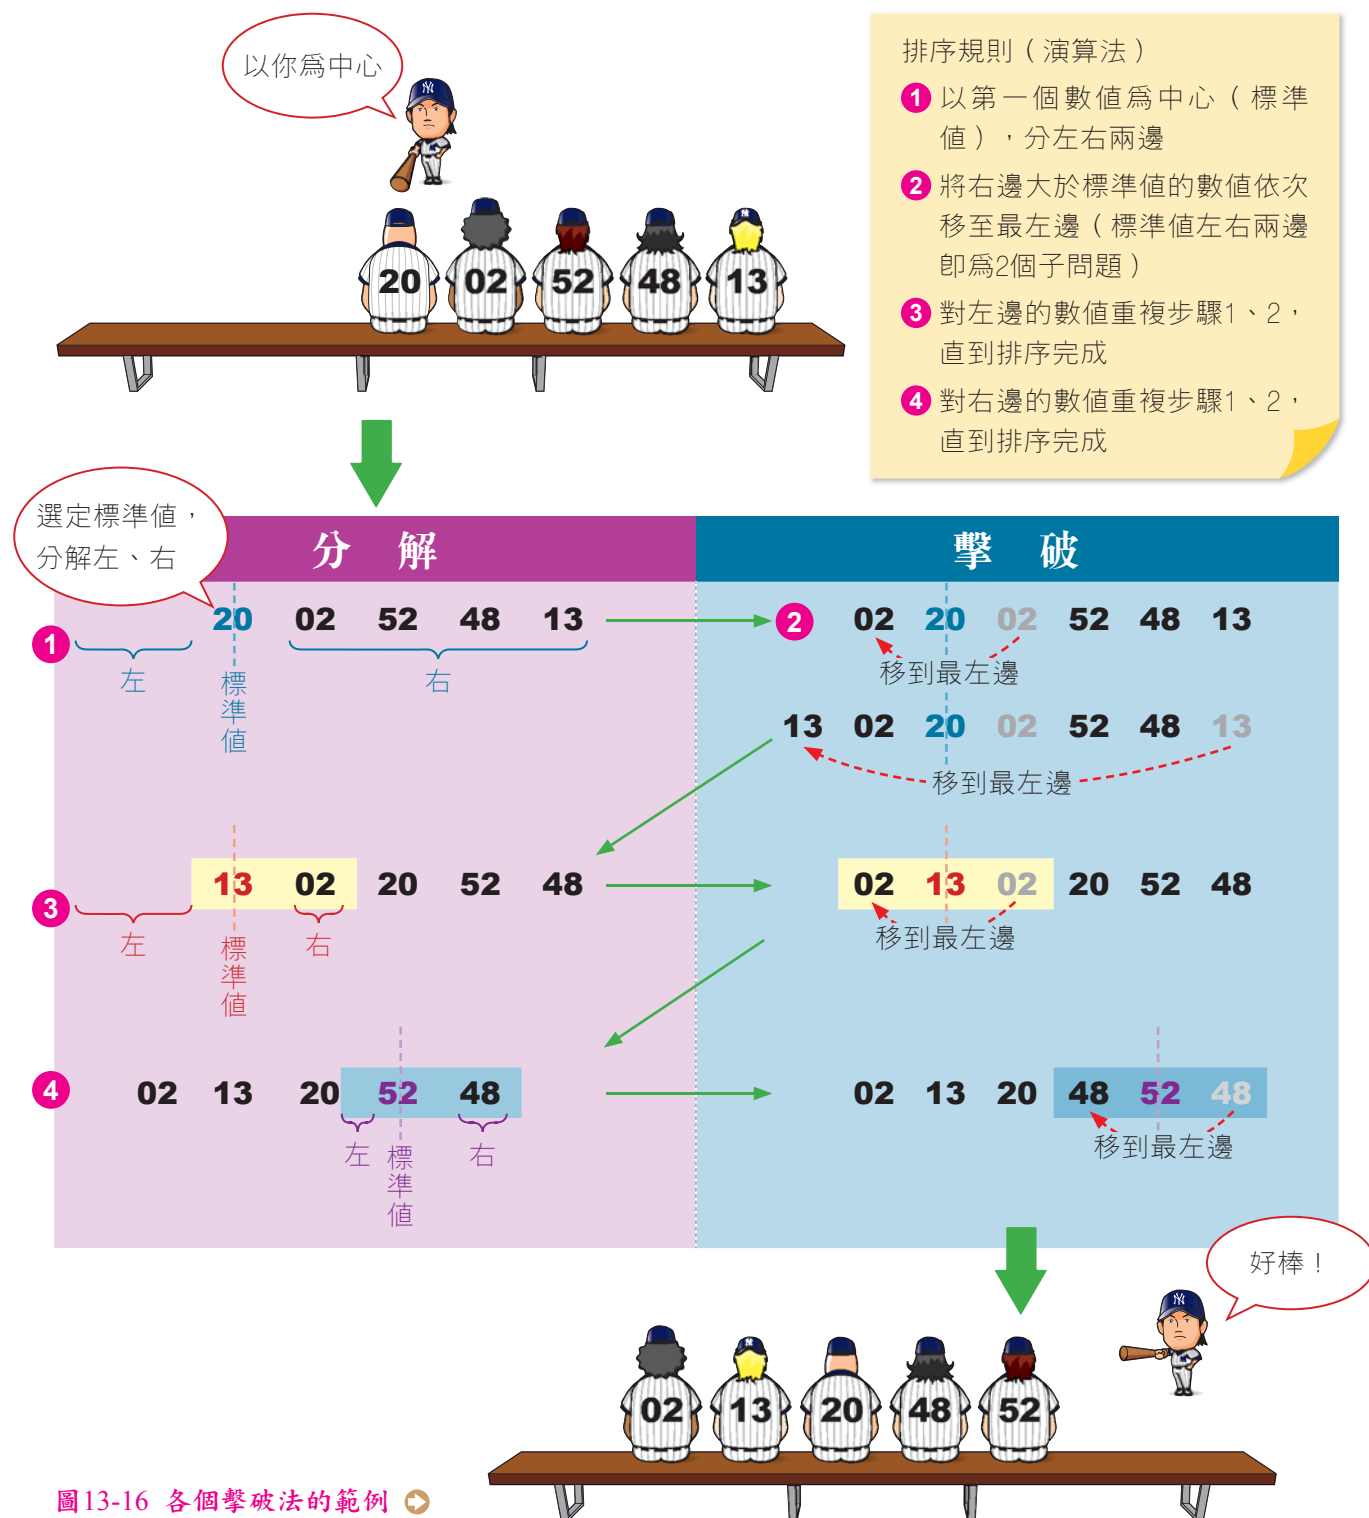 以你為中心
20 02 52 48 13
排序規則（演算法）
1 以第一個數值為中心（標準
值），分左右兩邊
2 將右邊大於標準值的數值依次
移至最左邊（標準值左右兩邊
即為2個子問題）
3 對左邊的數值重複步驟1、2，
直到排序完成
4 對右邊的數值重複步驟1、2，
直到排序完成
選定標準值，
分解左、右
分 解
擊 破
1 20 02 52 48 13
左 標準值 右
2 02 20 02 52 48 13
移到最左邊
13 02 20 02 52 48 13
移到最左邊
3 13 02 20 52 48
左 標準值 右
02 13 02 20 52 48
移到最左邊
4 02 13 20 52 48
左 標準值 右
02 13 20 48 52 48
移到最左邊
好棒！
02 13 20 48 52
圖13-16 各個擊破法的範例